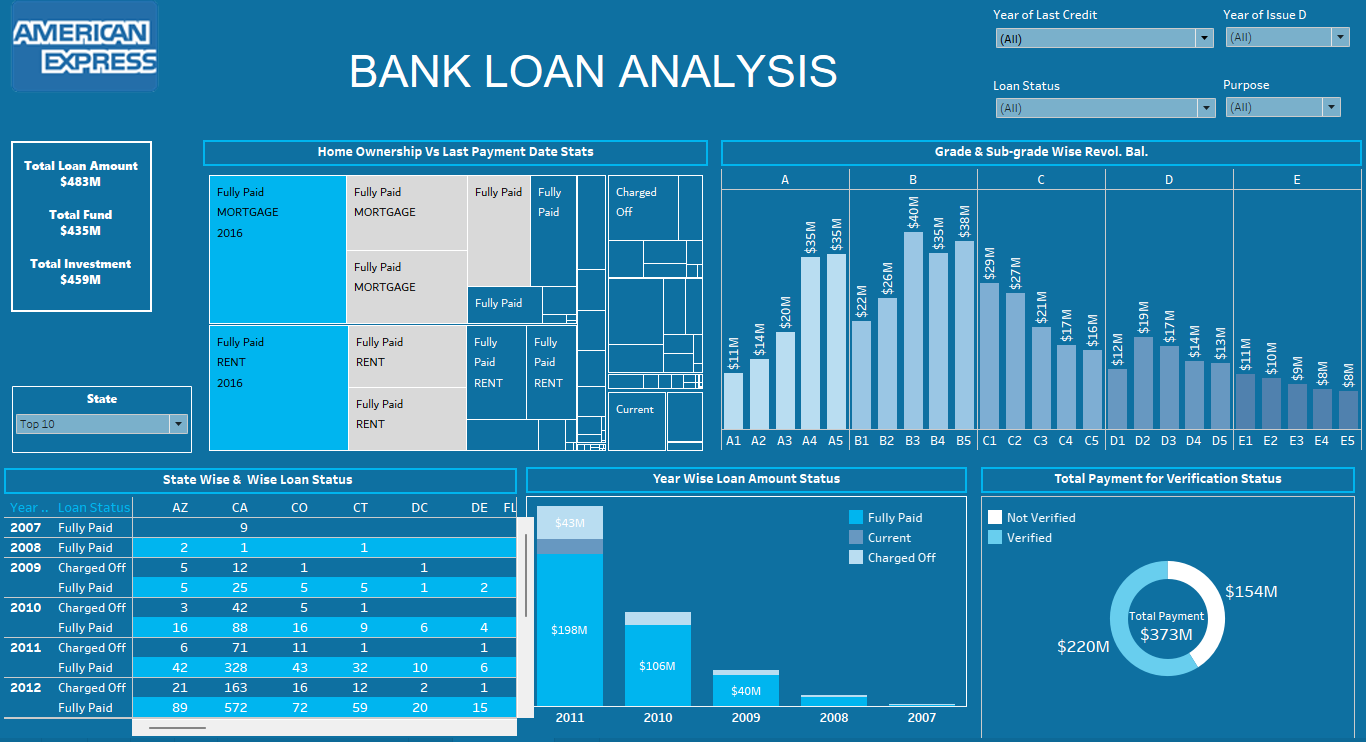 AMERICAN
EXPRESS
BANK LOAN ANALYSIS
Year of Last Credit
(All)
Year of Issue D
(All)
Loan Status
(All)
Purpose
(All)
Total Loan Amount
$483M
Total Fund
$435M
Total Investment
$459M
State
Top 10
Home Ownership Vs Last Payment Date Stats
Fully Paid
MORTGAGE
2016
Fully Paid
MORTGAGE
Fully Paid
MORTGAGE
Fully Paid
Fully
Paid
Fully Paid
Fully Paid
RENT
2016
Fully Paid
RENT
Fully Paid
RENT
Fully
Paid
RENT
Fully
Paid
RENT
Charged
Off
Current
Grade & Sub-grade Wise Revol. Bal.
A B C D E
$11M $14M $20M $35M $35M $22M $26M $40M $35M $38M $29M $27M $21M $17M $16M $12M $19M $17M $14M $13M $11M $10M $9M $8M $8M
A1 A2 A3 A4 A5 B1 B2 B3 B4 B5 C1 C2 C3 C4 C5 D1 D2 D3 D4 D5 E1 E2 E3 E4 E5
State Wise & Wise Loan Status
Year .. Loan Status AZ CA CO CT DC DE FL
2007 Fully Paid 9
2008 Fully Paid 2 1 1
2009 Charged Off 5 12 1 1
Fully Paid 5 25 5 5 1 2
2010 Charged Off 3 42 5 1
Fully Paid 16 88 16 9 6 4
2011 Charged Off 6 71 11 1 1
Fully Paid 42 328 43 32 10 6
2012 Charged Off 21 163 16 12 2 1
Fully Paid 89 572 72 59 20 15
Year Wise Loan Amount Status
Fully Paid
Current
Charged Off
$43M
$198M
$106M
$40M
2011 2010 2009 2008 2007
Total Payment for Verification Status
Not Verified
Verified
$154M
Total Payment
$373M
$220M